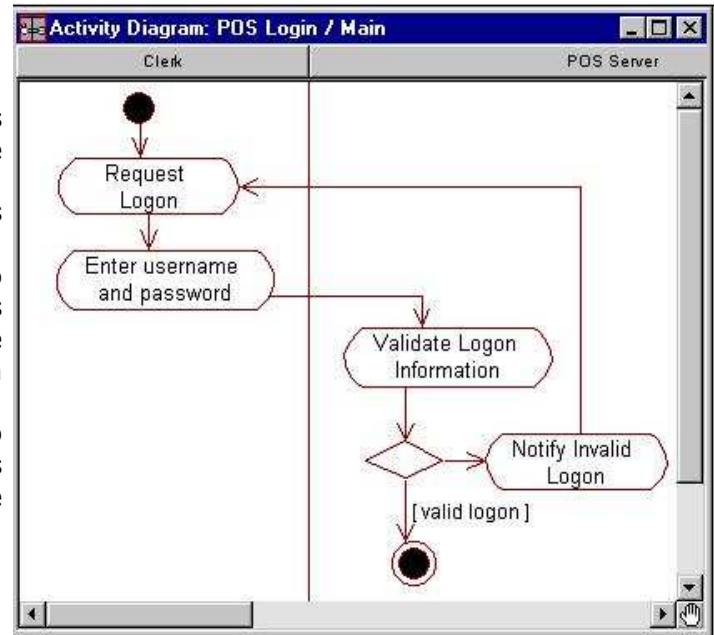 Activity Diagram: POS Login / Main
Clerk
POS Server
Request
Logon
Enter username
and password
Validate Logon
Information
Notify Invalid
Logon
[ valid logon ]